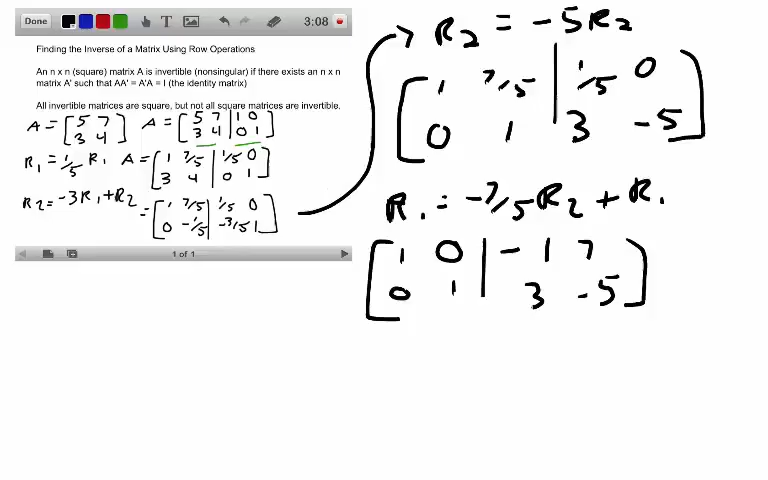 Done T 3:08
Finding the Inverse of a Matrix Using Row Operations
An n x n (square) matrix A is invertible (nonsingular) if there exists an n x n
matrix A' such that AA' = A'A = I (the identity matrix)
All invertible matrices are square, but not all square matrices are invertible.
A = [5 7
3 4]
A = [5 7 | 1 0
3 4 | 0 1]
R1 = 1/5 R1
A = [1 7/5 | 1/5 0
3 4 | 0 1]
R2 = -3R1 + R2
= [1 7/5 | 1/5 0
0 -1/5 | -3/5 1]
1 of 1
R2 = -5R2
[1 7/5 | 1/5 0
0 1 | 3 -5]
R1 = -7/5R2 + R1
[1 0 | -1 7
0 1 | 3 -5]